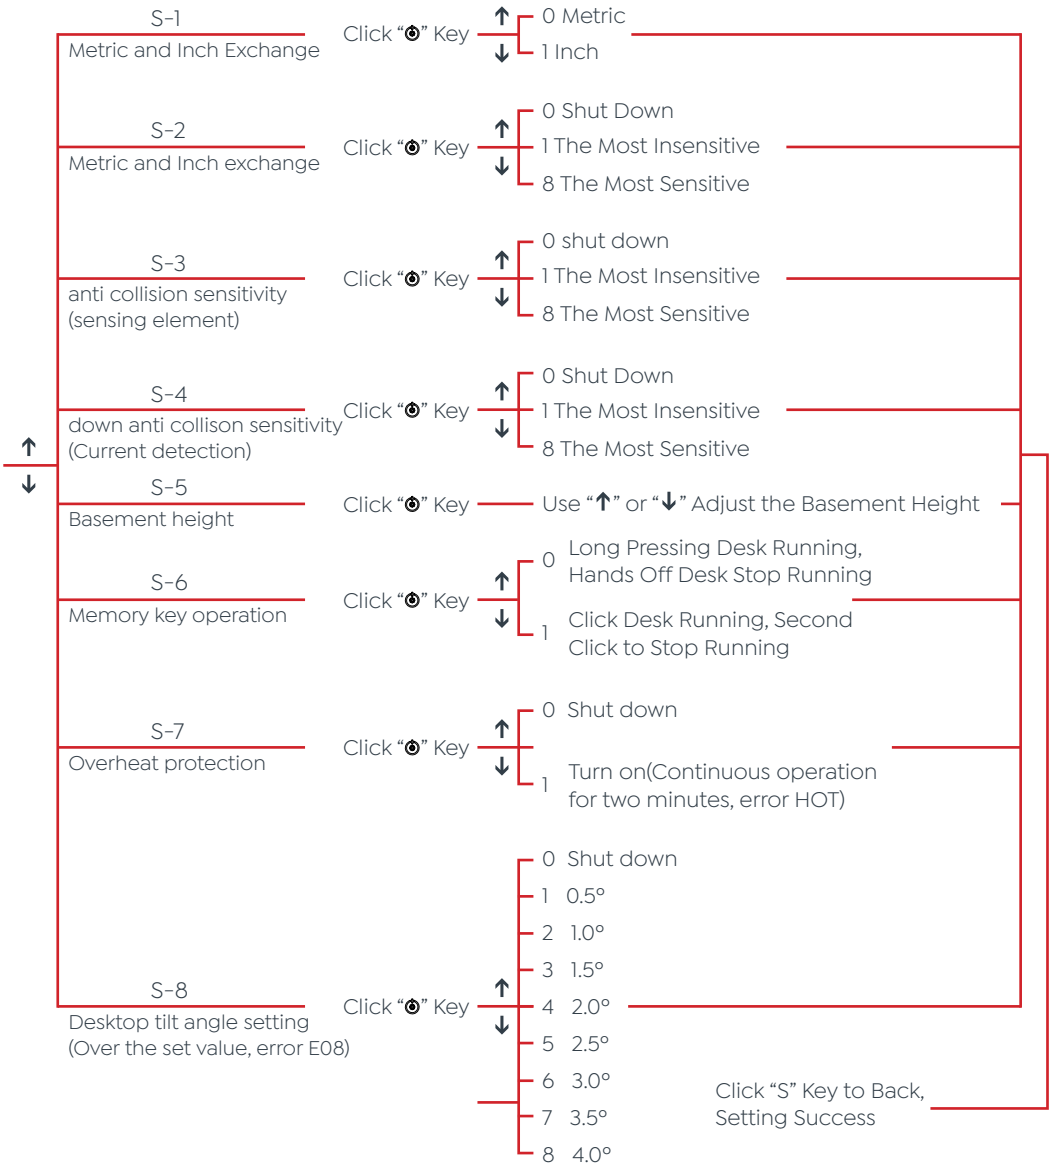 S-1
Metric and Inch Exchange
Click “⏺” Key
↑
↓
0 Metric
1 Inch
S-2
Metric and Inch exchange
Click “⏺” Key
↑
↓
0 Shut Down
1 The Most Insensitive
8 The Most Sensitive
S-3
anti collision sensitivity
(sensing element)
Click “⏺” Key
↑
↓
0 shut down
1 The Most Insensitive
8 The Most Sensitive
S-4
down anti collison sensitivity
(Current detection)
Click “⏺” Key
↑
↓
0 Shut Down
1 The Most Insensitive
8 The Most Sensitive
↑
↓
S-5
Basement height
Click “⏺” Key
Use “↑” or “↓” Adjust the Basement Height
S-6
Memory key operation
Click “⏺” Key
↑
↓
0 Long Pressing Desk Running,
Hands Off Desk Stop Running
1 Click Desk Running, Second
Click to Stop Running
S-7
Overheat protection
Click “⏺” Key
↑
↓
0 Shut down
1 Turn on(Continuous operation
for two minutes, error HOT)
S-8
Desktop tilt angle setting
(Over the set value, error E08)
Click “⏺” Key
↑
↓
0 Shut down
1 0.5°
2 1.0°
3 1.5°
4 2.0°
5 2.5°
6 3.0°
7 3.5°
8 4.0°
Click “S” Key to Back,
Setting Success